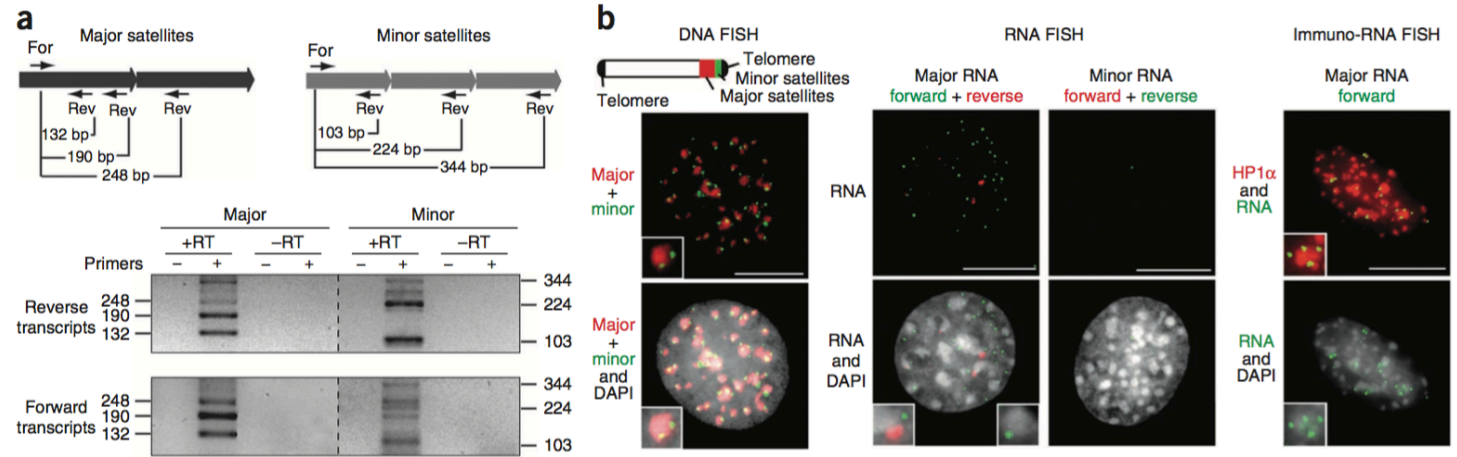 a
Major satellites
For
Rev
Rev
Rev
132 bp
190 bp
248 bp
Minor satellites
For
Rev
Rev
Rev
103 bp
224 bp
344 bp
Major
Minor
+RT
–RT
+RT
–RT
Primers
–
+
–
+
–
+
–
+
Reverse
transcripts
248
190
132
344
224
103
Forward
transcripts
248
190
132
344
224
103
b
DNA FISH
Telomere
Minor satellites
Major satellites
Telomere
Major
+
minor
Major
+
minor
and
DAPI
RNA FISH
Major RNA
forward + reverse
Minor RNA
forward + reverse
RNA
RNA
and
DAPI
Immuno-RNA FISH
Major RNA
forward
HP1α
and
RNA
RNA
and
DAPI